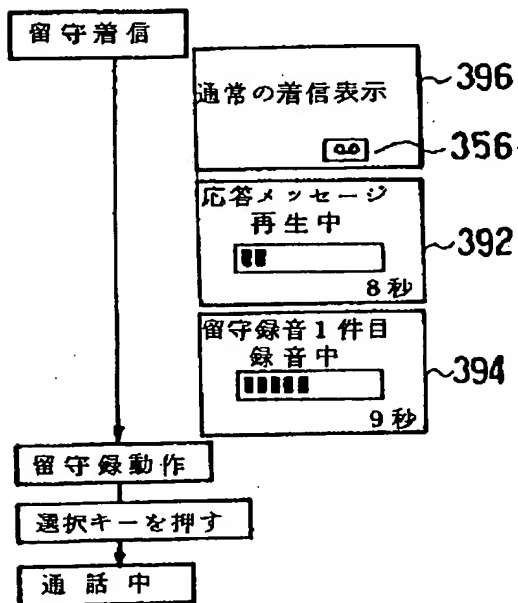 留守着信
通常の着信表示
396
356
応答メッセージ
再生中
8秒
392
留守録音1件目
録音中
9秒
394
留守録動作
選択キーを押す
通話中